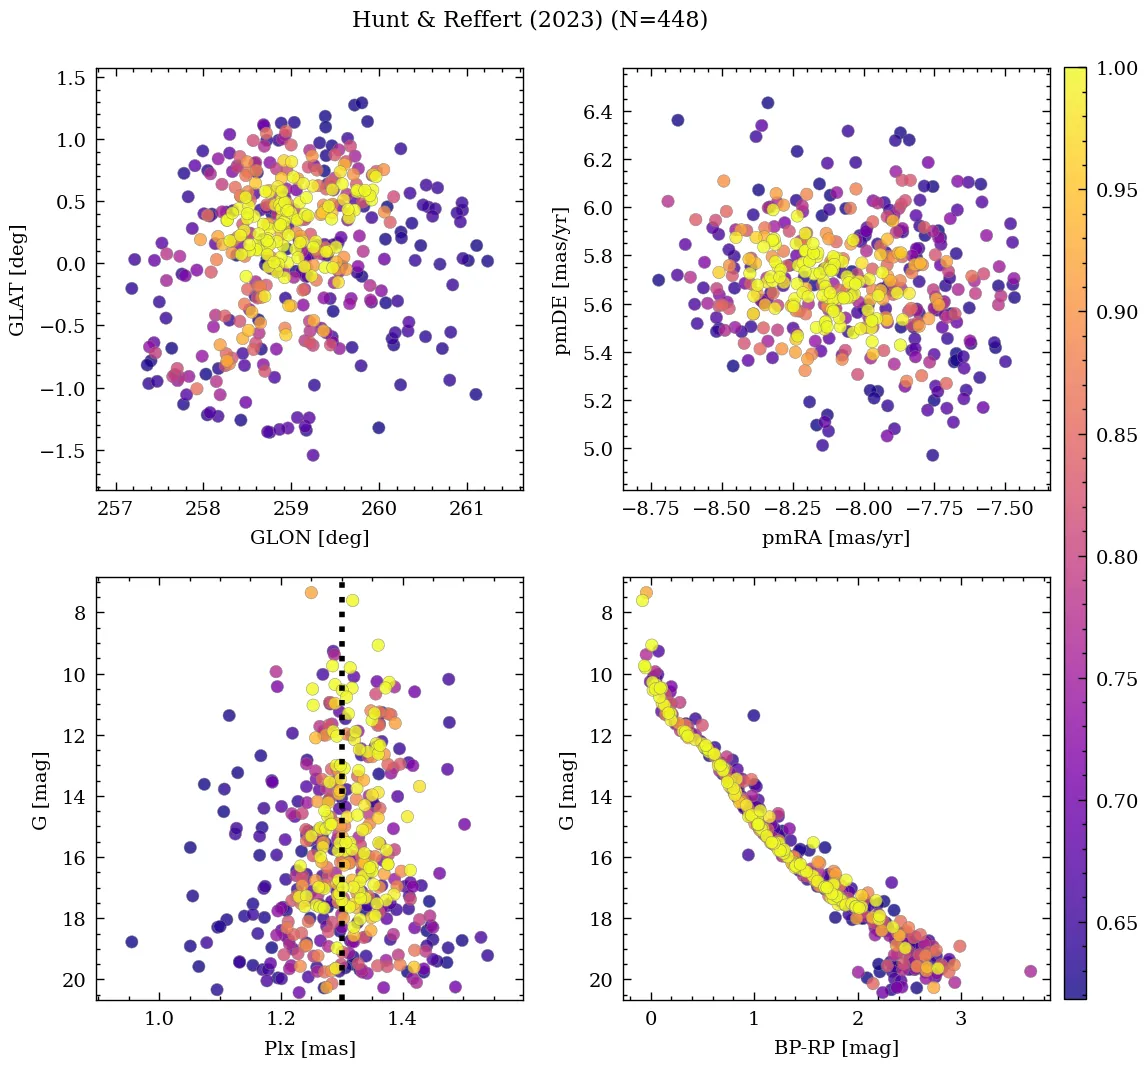 Hunt & Reffert (2023) (N=448)
1.5
1.0
0.5
0.0
−0.5
−1.0
−1.5
GLAT [deg]
257 258 259 260 261
GLON [deg]
6.4
6.2
6.0
5.8
5.6
5.4
5.2
5.0
pmDE [mas/yr]
−8.75 −8.50 −8.25 −8.00 −7.75 −7.50
pmRA [mas/yr]
1.00
0.95
0.90
0.85
0.80
0.75
0.70
0.65
8
10
12
14
16
18
20
G [mag]
1.0 1.2 1.4
Plx [mas]
8
10
12
14
16
18
20
G [mag]
0 1 2 3
BP-RP [mag]